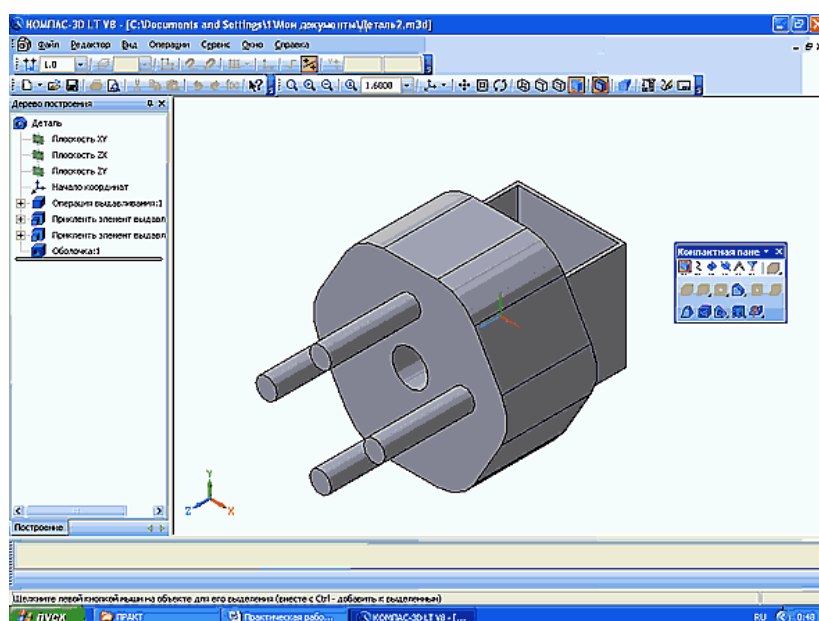 КОМПАС-3D LT V8 - [C:\Documents and Settings\1\Мои документы\Деталь2.m3d]
Файл Редактор Вид Операции Сервис Окно Справка
1.0
1.6000
Дерево построения
Деталь
Плоскость XY
Плоскость ZX
Плоскость ZY
Начало координат
Операция выдавливания:1
Приклеить элемент выдавл
Приклеить элемент выдавл
Оболочка:1
Компактная пане
Y
Z
X
Построение
Щелкните левой кнопкой мыши на объекте для его выделения (вместе с Ctrl - добавить к выделенным)
пуск
ПРАКТ
Практическая рабо...
КОМПАС-3D LT V8 - [...
RU
0:48